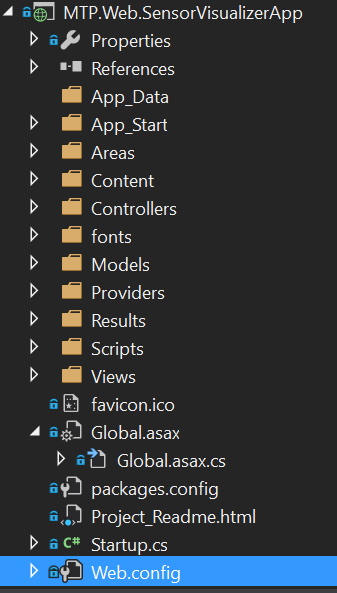 MTP.Web.SensorVisualizerApp
Properties
References
App_Data
App_Start
Areas
Content
Controllers
fonts
Models
Providers
Results
Scripts
Views
favicon.ico
Global.asax
Global.asax.cs
packages.config
Project_Readme.html
C# Startup.cs
Web.config